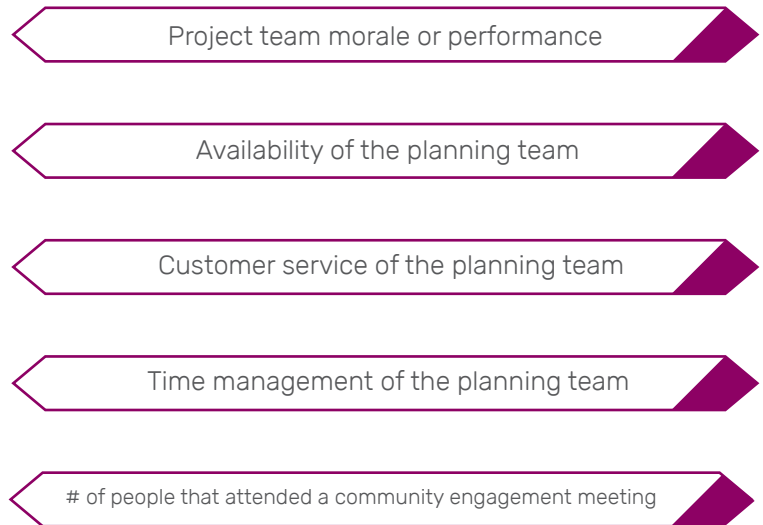 Project team morale or performance
Availability of the planning team
Customer service of the planning team
Time management of the planning team
# of people that attended a community engagement meeting